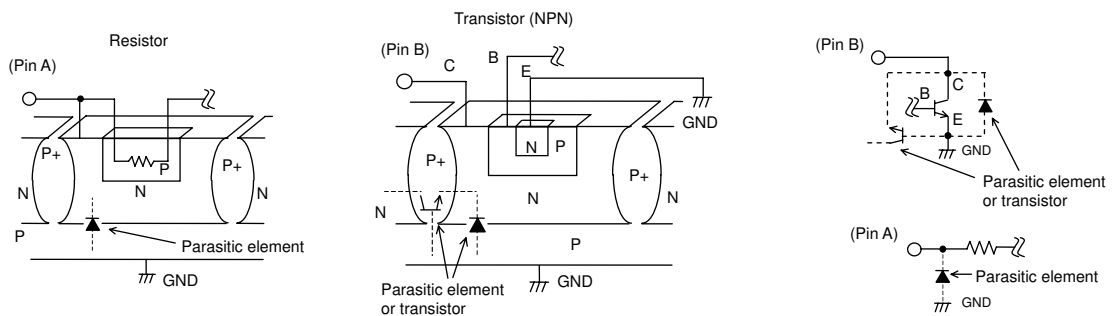 Resistor
(Pin A)
P+
P
P+
N
N
N
P
Parasitic element
GND
Transistor (NPN)
(Pin B)
C
B
E
GND
P+
N
P
P+
N
N
N
P
GND
Parasitic element
or transistor
(Pin B)
C
B
E
GND
Parasitic element
or transistor
(Pin A)
Parasitic element
GND